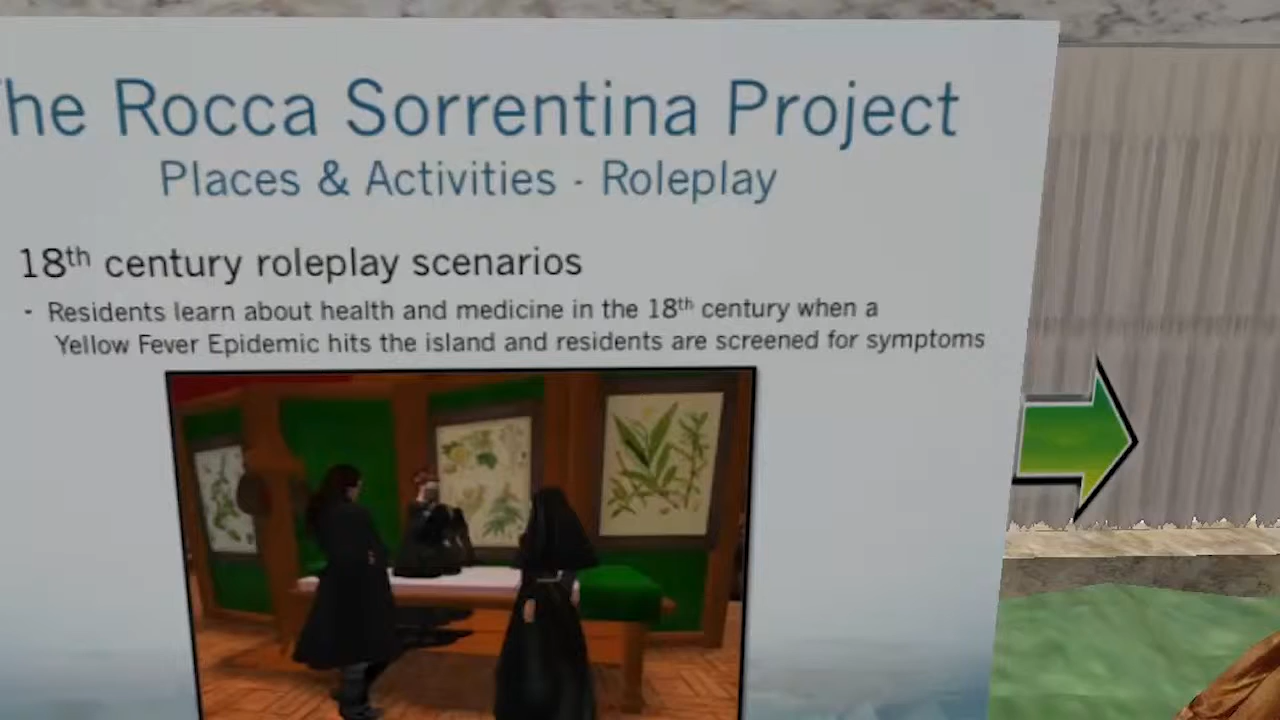 The Rocca Sorrentina Project
Places & Activities - Roleplay
18th century roleplay scenarios
- Residents learn about health and medicine in the 18th century when a
Yellow Fever Epidemic hits the island and residents are screened for symptoms